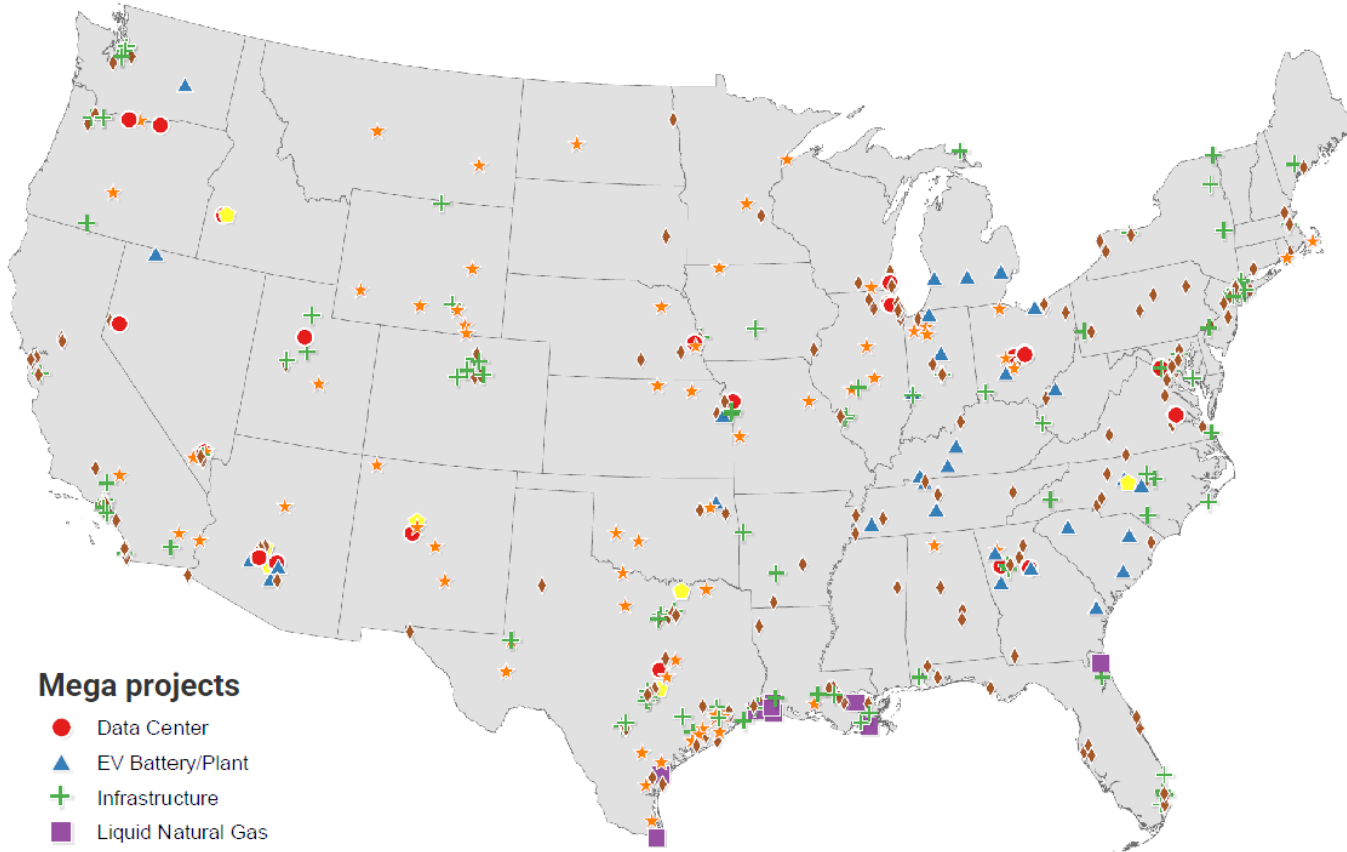 Mega projects
Data Center
EV Battery/Plant
Infrastructure
Liquid Natural Gas